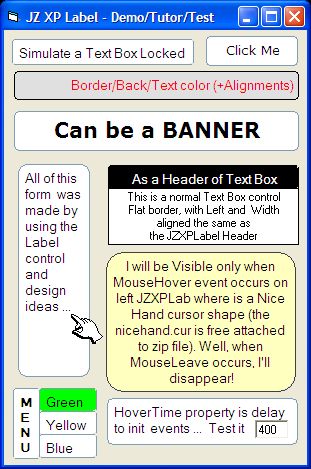 JZ XP Label - Demo/Tutor/Test
Simulate a Text Box Locked
Click Me
Border/Back/Text color (+Alignments)
Can be a BANNER
All of this
form was
made by
using the
Label
control
and
design
ideas ...
As a Header of Text Box
This is a normal Text Box control
Flat border, with Left and Width
aligned the same as
the JZXPLabel Header
I will be Visible only when
MouseHover event occurs on
left JZXPLab where is a Nice
Hand cursor shape (the
nicehand.cur is free attached
to zip file). Well, when
MouseLeave occurs, I'll
disappear!
MENU
Green
Yellow
Blue
HoverTime property is delay
to init events ... Test it 400